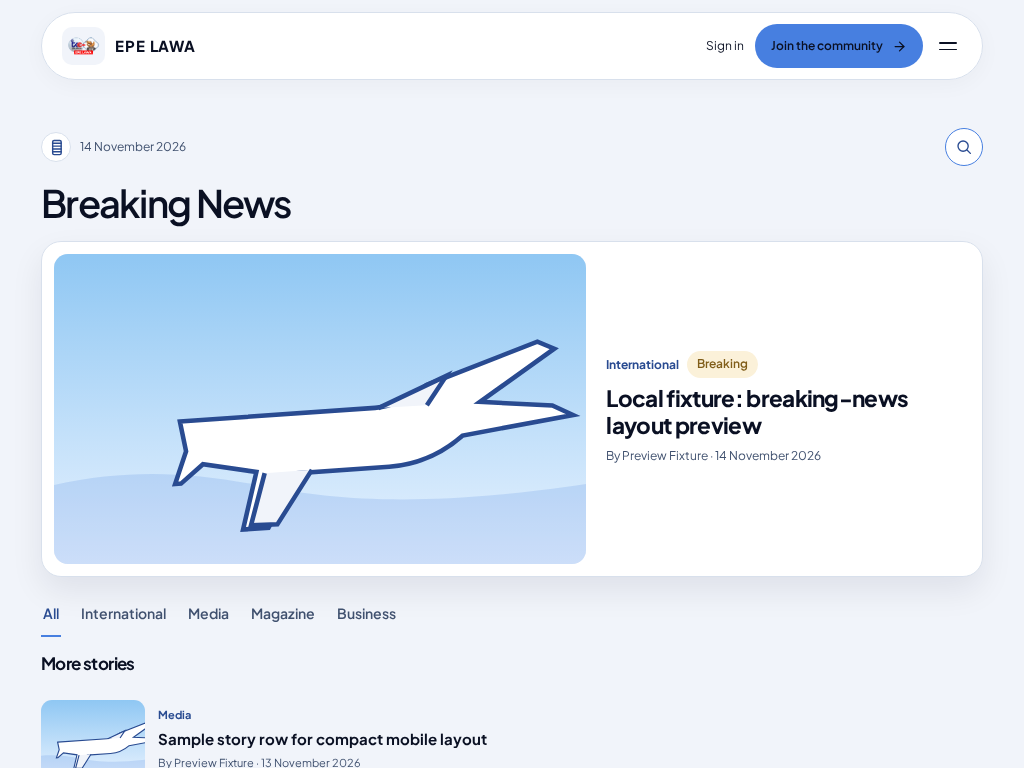 EPE LAWA
Sign in
Join the community
14 November 2026
Breaking News
International
Breaking
Local fixture: breaking-news
layout preview
By Preview Fixture · 14 November 2026
All
International
Media
Magazine
Business
More stories
Media
Sample story row for compact mobile layout
By Preview Fixture · 13 November 2026